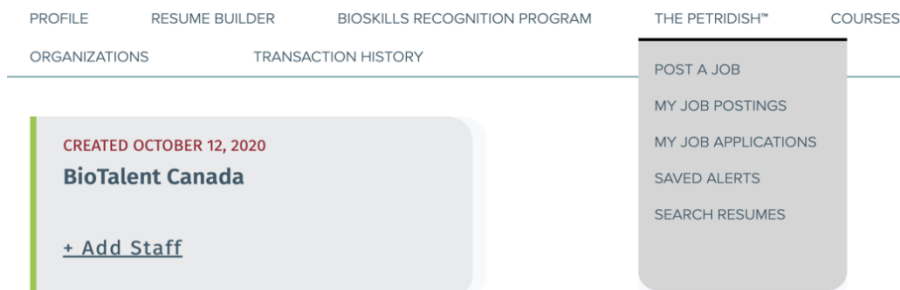 PROFILE RESUME BUILDER BIOSKILLS RECOGNITION PROGRAM THE PETRIDISH™ COURSES
ORGANIZATIONS TRANSACTION HISTORY
POST A JOB
MY JOB POSTINGS
MY JOB APPLICATIONS
SAVED ALERTS
SEARCH RESUMES
CREATED OCTOBER 12, 2020
BioTalent Canada
+ Add Staff